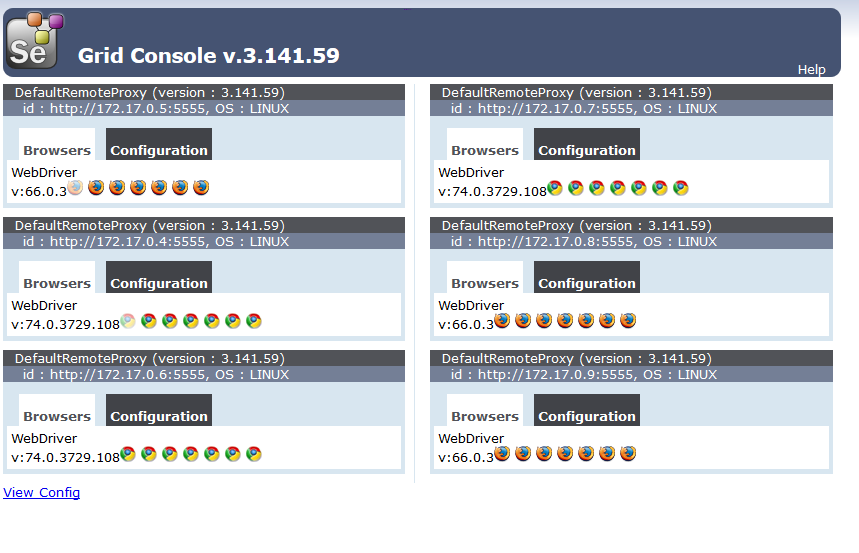 Se
Grid Console v.3.141.59
Help
DefaultRemoteProxy (version : 3.141.59)
id : http://172.17.0.5:5555, OS : LINUX
Browsers Configuration
WebDriver
v:66.0.3
DefaultRemoteProxy (version : 3.141.59)
id : http://172.17.0.4:5555, OS : LINUX
Browsers Configuration
WebDriver
v:74.0.3729.108
DefaultRemoteProxy (version : 3.141.59)
id : http://172.17.0.6:5555, OS : LINUX
Browsers Configuration
WebDriver
v:74.0.3729.108
DefaultRemoteProxy (version : 3.141.59)
id : http://172.17.0.7:5555, OS : LINUX
Browsers Configuration
WebDriver
v:74.0.3729.108
DefaultRemoteProxy (version : 3.141.59)
id : http://172.17.0.8:5555, OS : LINUX
Browsers Configuration
WebDriver
v:66.0.3
DefaultRemoteProxy (version : 3.141.59)
id : http://172.17.0.9:5555, OS : LINUX
Browsers Configuration
WebDriver
v:66.0.3
View Config